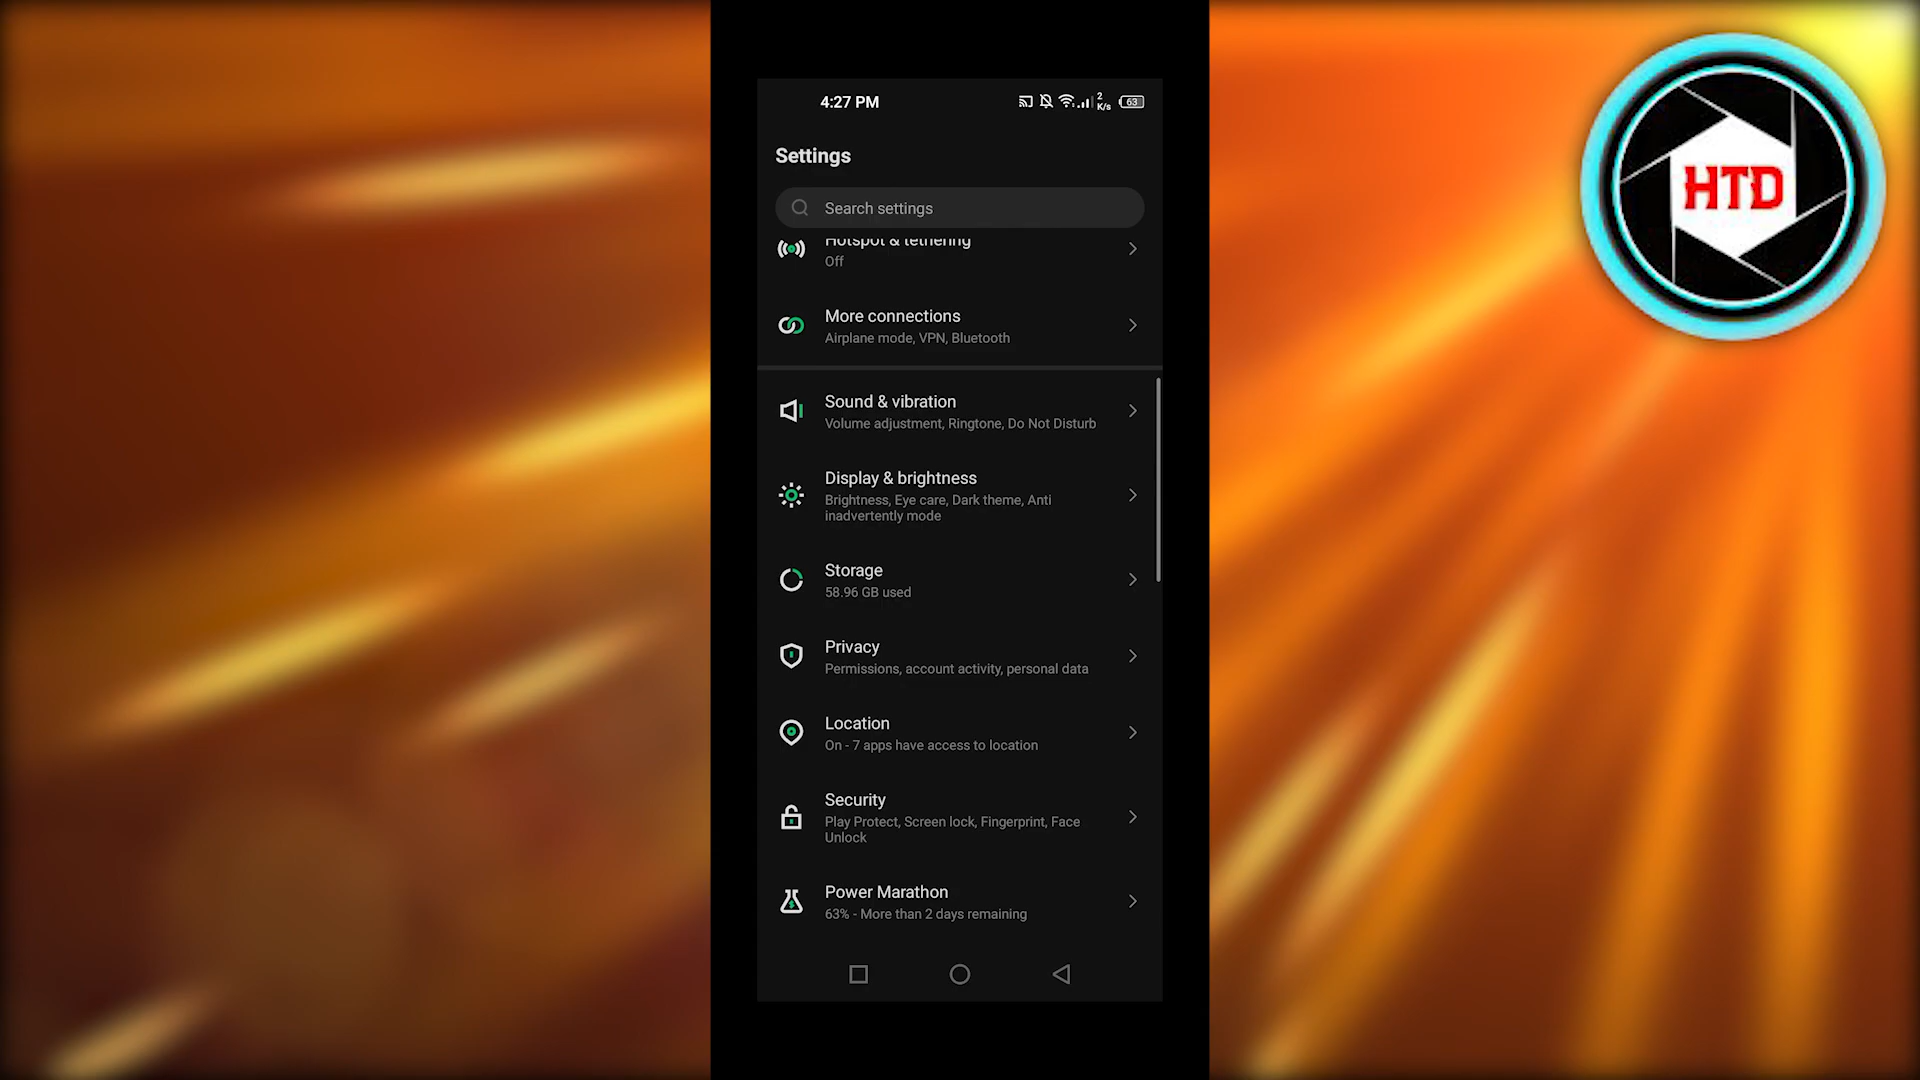 4:27 PM
2
K/s
63
HTD
Settings
Search settings
Hotspot & tethering
Off
More connections
Airplane mode, VPN, Bluetooth
Sound & vibration
Volume adjustment, Ringtone, Do Not Disturb
Display & brightness
Brightness, Eye care, Dark theme, Anti
inadvertently mode
Storage
58.96 GB used
Privacy
Permissions, account activity, personal data
Location
On - 7 apps have access to location
Security
Play Protect, Screen lock, Fingerprint, Face
Unlock
Power Marathon
63% - More than 2 days remaining